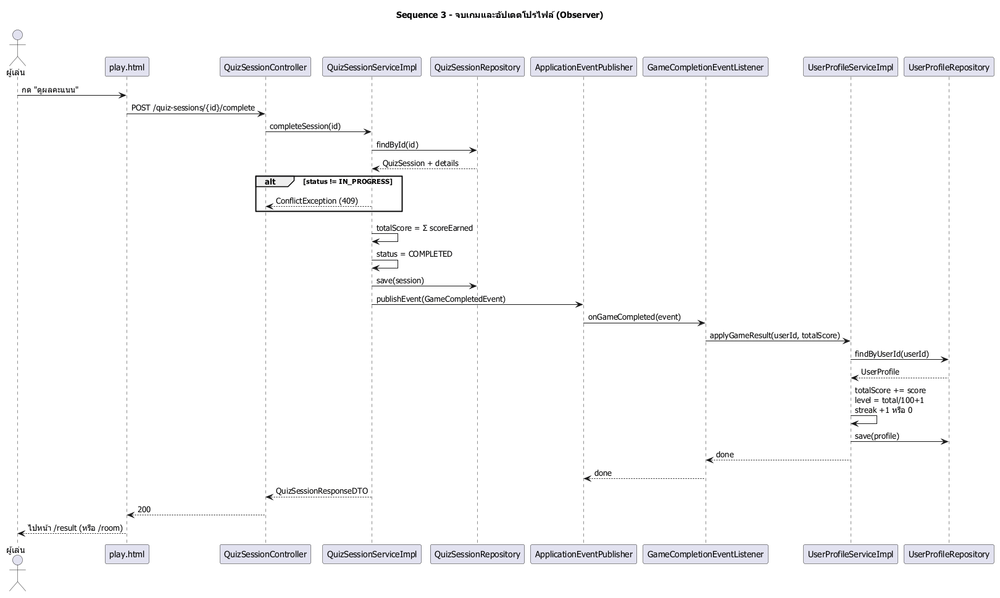 Sequence 3 - จบเกมและอัปเดตโปรไฟล์ (Observer)
ผู้เล่น
play.html
QuizSessionController
QuizSessionServiceImpl
QuizSessionRepository
ApplicationEventPublisher
GameCompletionEventListener
UserProfileServiceImpl
UserProfileRepository
กด "ดูผลคะแนน"
POST /quiz-sessions/{id}/complete
completeSession(id)
findById(id)
QuizSession + details
alt
[status != IN_PROGRESS]
ConflictException (409)
totalScore = Σ scoreEarned
status = COMPLETED
save(session)
publishEvent(GameCompletedEvent)
onGameCompleted(event)
applyGameResult(userId, totalScore)
findByUserId(userId)
UserProfile
totalScore += score
level = total/100+1
streak +1 หรือ 0
save(profile)
done
done
QuizSessionResponseDTO
200
ไปหน้า /result (หรือ /room)
ผู้เล่น
play.html
QuizSessionController
QuizSessionServiceImpl
QuizSessionRepository
ApplicationEventPublisher
GameCompletionEventListener
UserProfileServiceImpl
UserProfileRepository